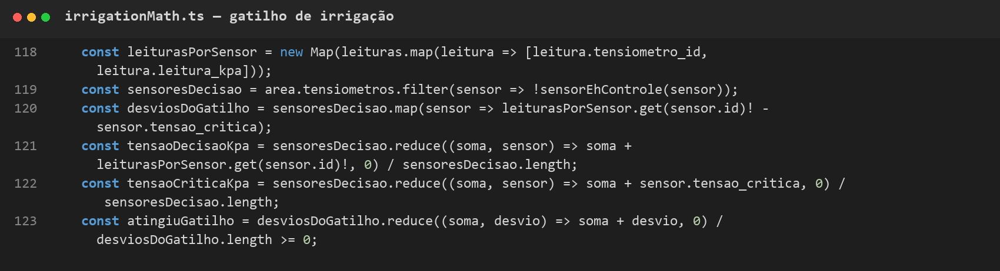 irrigationMath.ts — gatilho de irrigação
118 const leiturasPorSensor = new Map(leituras.map(leitura => [leitura.tensiometro_id,
leitura.leitura_kpa]));
119 const sensoresDecisao = area.tensiometros.filter(sensor => !sensorEhControle(sensor));
120 const desviosDoGatilho = sensoresDecisao.map(sensor => leiturasPorSensor.get(sensor.id)! -
sensor.tensao_critica);
121 const tensaoDecisaoKpa = sensoresDecisao.reduce((soma, sensor) => soma +
leiturasPorSensor.get(sensor.id)!, 0) / sensoresDecisao.length;
122 const tensaoCriticaKpa = sensoresDecisao.reduce((soma, sensor) => soma + sensor.tensao_critica, 0) /
sensoresDecisao.length;
123 const atingiuGatilho = desviosDoGatilho.reduce((soma, desvio) => soma + desvio, 0) /
desviosDoGatilho.length >= 0;